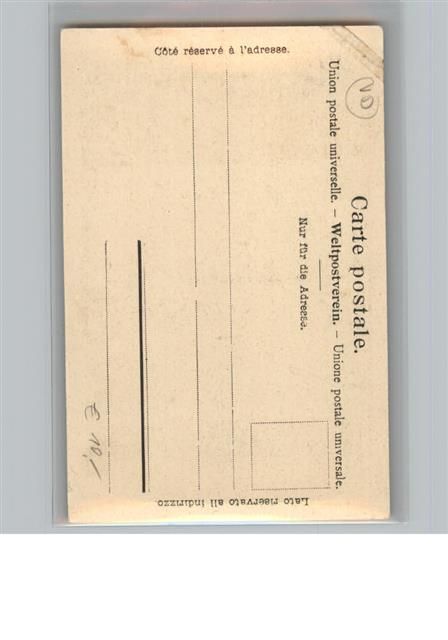 Carte postale.
Union postale universelle. – Weltpostverein. – Unione postale universale.
Nur für die Adresse.
Côté réservé à l'adresse.
Lato riservato all indirizzo.
VD
€ 10,-